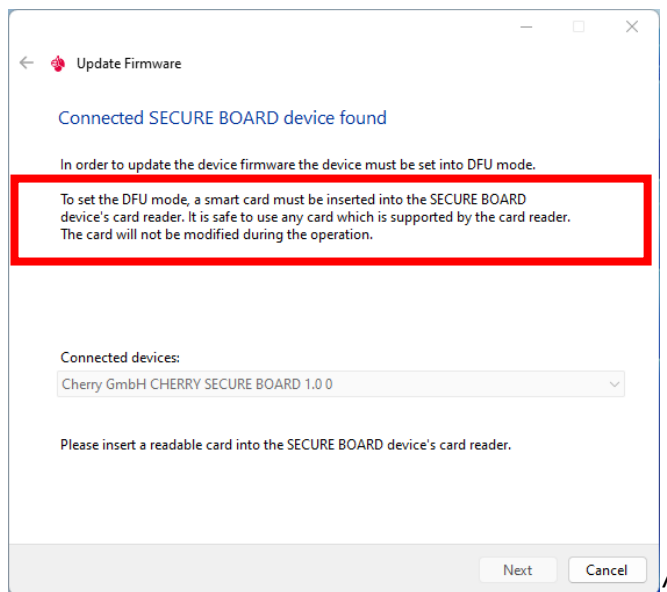 Update Firmware
Connected SECURE BOARD device found
In order to update the device firmware the device must be set into DFU mode.
To set the DFU mode, a smart card must be inserted into the SECURE BOARD
device's card reader. It is safe to use any card which is supported by the card reader.
The card will not be modified during the operation.
Connected devices:
Cherry GmbH CHERRY SECURE BOARD 1.0 0
Please insert a readable card into the SECURE BOARD device's card reader.
Next Cancel